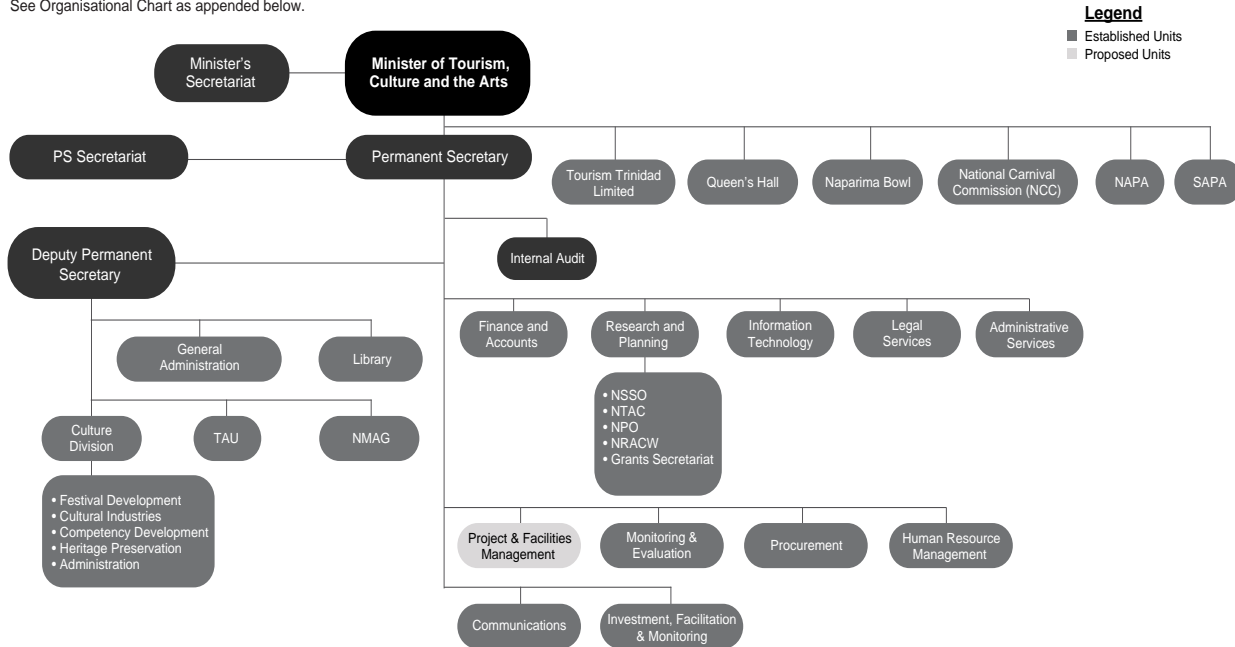 See Organisational Chart as appended below.
Legend
Established Units
Proposed Units
Minister's
Secretariat
Minister of Tourism,
Culture and the Arts
PS Secretariat
Permanent Secretary
Tourism Trinidad
Limited
Queen's Hall
Naparima Bowl
National Carnival
Commission (NCC)
NAPA
SAPA
Deputy Permanent
Secretary
Internal Audit
General
Administration
Library
Finance and
Accounts
Research and
Planning
Information
Technology
Legal
Services
Administrative
Services
• NSSO
• NTAC
• NPO
• NRACW
• Grants Secretariat
Culture
Division
TAU
NMAG
• Festival Development
• Cultural Industries
• Competency Development
• Heritage Preservation
• Administration
Project & Facilities
Management
Monitoring &
Evaluation
Procurement
Human Resource
Management
Communications
Investment, Facilitation
& Monitoring